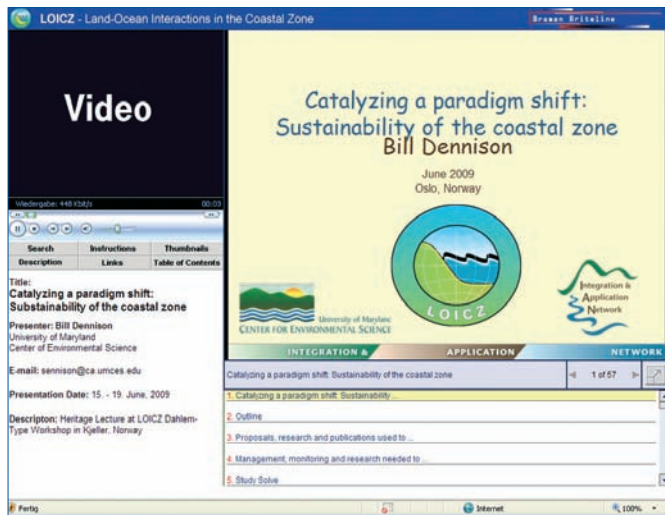 LOICZ - Land-Ocean Interactions in the Coastal Zone
Bremen Briteline
Video
Wiedergabe: 448 Kbit/s 00:03
Search Instructions Thumbnails
Description Links Table of Contents
Title:
Catalyzing a paradigm shift:
Substainability of the coastal zone
Presenter: Bill Dennison
University of Maryland
Center of Environmental Science
E-mail: sennison@ca.umces.edu
Presentation Date: 15. - 19. June. 2009
Descripton: Heritage Lecture at LOICZ Dahlem-
Type Workshop in Kjeller, Norway
Catalyzing a paradigm shift:
Sustainability of the coastal zone
Bill Dennison
June 2009
Oslo, Norway
LOICZ
University of Maryland
CENTER FOR ENVIRONMENTAL SCIENCE
Integration &
Application
Network
INTEGRATION & APPLICATION NETWORK
Catalyzing a paradigm shift: Sustainability of the coastal zone 1 of 57
1. Catalyzing a paradigm shift: Sustainability ...
2. Outline
3. Proposals, research and publications used to ...
4. Management, monitoring and research needed to ...
5. Study Solve
Fertig Internet 100%